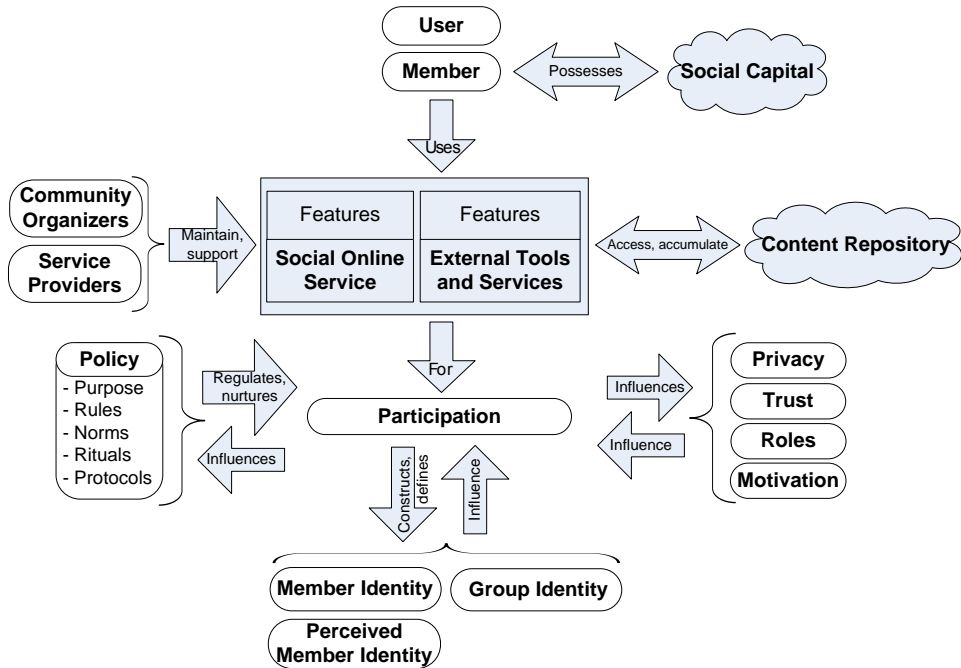 User
Member
Possesses
Social Capital
Uses
Community
Organizers
Service
Providers
Maintain,
support
Features
Social Online
Service
Features
External Tools
and Services
Access, accumulate
Content Repository
For
Policy
- Purpose
- Rules
- Norms
- Rituals
- Protocols
Regulates,
nurtures
Influences
Participation
Influences
Influence
Privacy
Trust
Roles
Motivation
Constructs,
defines
Influence
Member Identity
Group Identity
Perceived
Member Identity